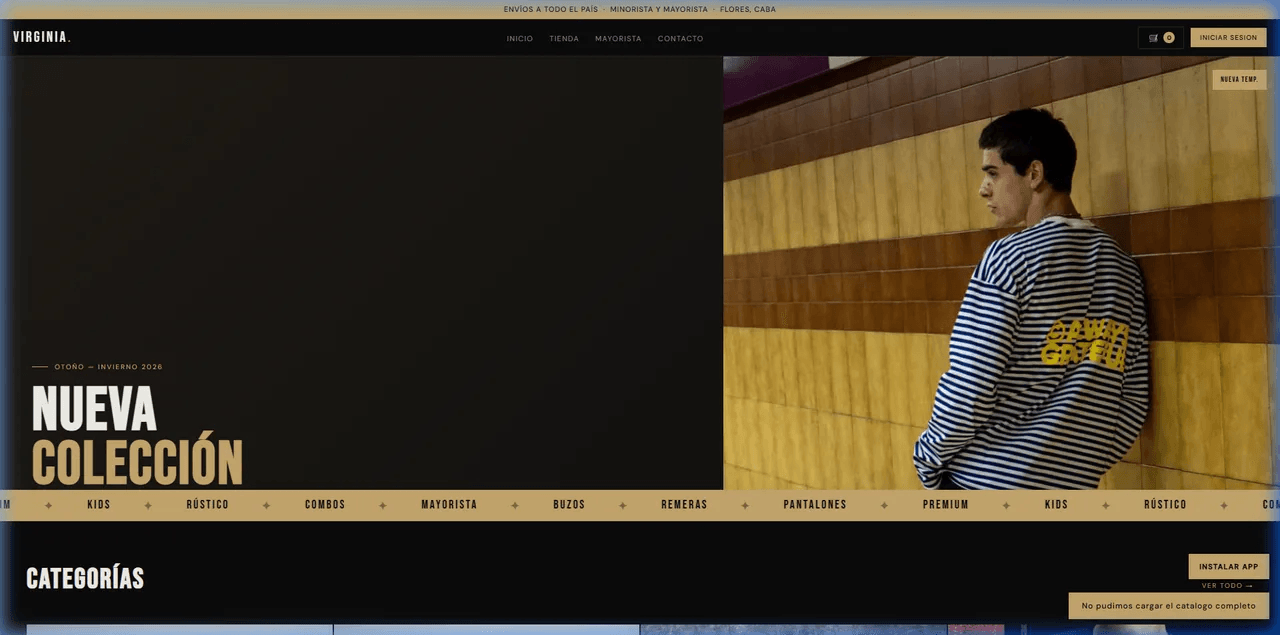 ENVÍOS A TODO EL PAÍS · MINORISTA Y MAYORISTA · FLORES, CABA
VIRGINIA.
INICIO TIENDA MAYORISTA CONTACTO
0
INICIAR SESION
NUEVA TEMP.
OTOÑO — INVIERNO 2026
NUEVA
COLECCIÓN
KIDS ✦ RÚSTICO ✦ COMBOS ✦ MAYORISTA ✦ BUZOS ✦ REMERAS ✦ PANTALONES ✦ PREMIUM ✦ KIDS ✦ RÚSTICO ✦
CATEGORÍAS
INSTALAR APP
VER TODO →
No pudimos cargar el catalogo completo